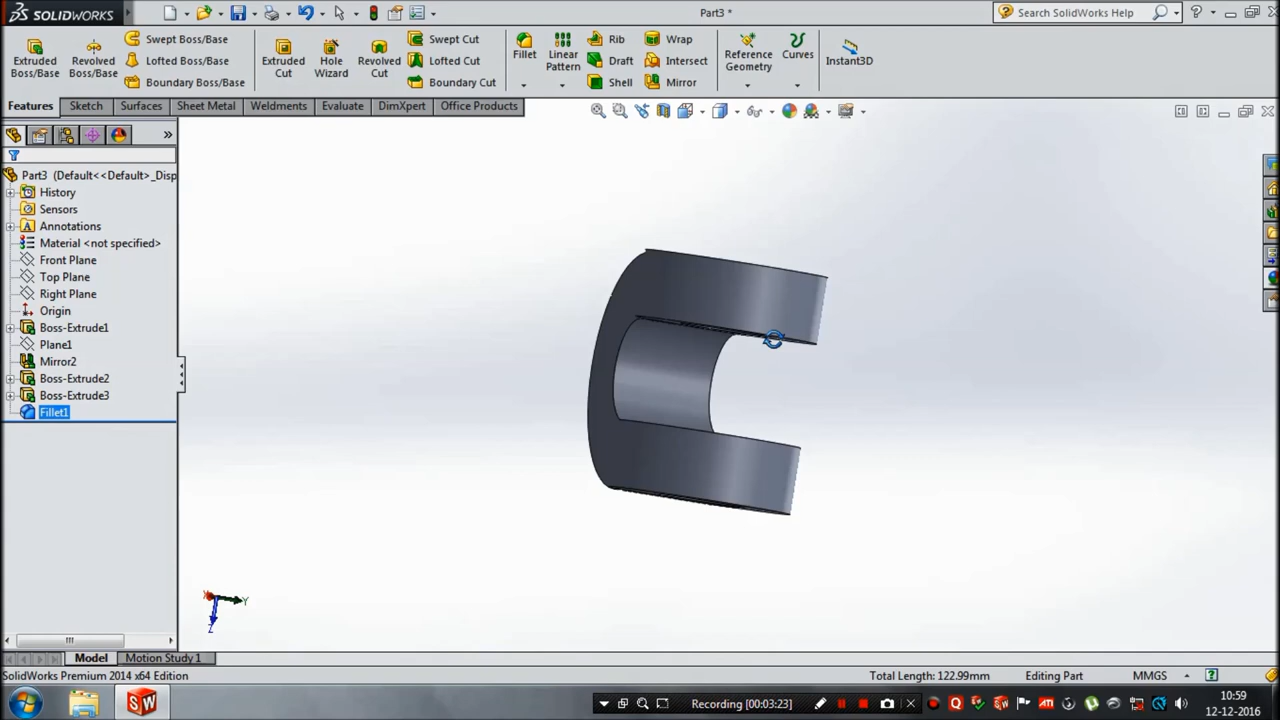 SOLIDWORKS
Part3 *
Search SolidWorks Help
Extruded Boss/Base
Revolved Boss/Base
Swept Boss/Base
Lofted Boss/Base
Boundary Boss/Base
Extruded Cut
Hole Wizard
Revolved Cut
Swept Cut
Lofted Cut
Boundary Cut
Fillet
Linear Pattern
Rib
Draft
Shell
Wrap
Intersect
Mirror
Reference Geometry
Curves
Instant3D
Features Sketch Surfaces Sheet Metal Weldments Evaluate DimXpert Office Products
Part3 (Default<<Default>_Disp
History
Sensors
Annotations
Material <not specified>
Front Plane
Top Plane
Right Plane
Origin
Boss-Extrude1
Plane1
Mirror2
Boss-Extrude2
Boss-Extrude3
Fillet1
X Y
Z
Model Motion Study 1
SolidWorks Premium 2014 x64 Edition Total Length: 122.99mm Editing Part MMGS
Recording [00:03:23]
10:59
12-12-2016